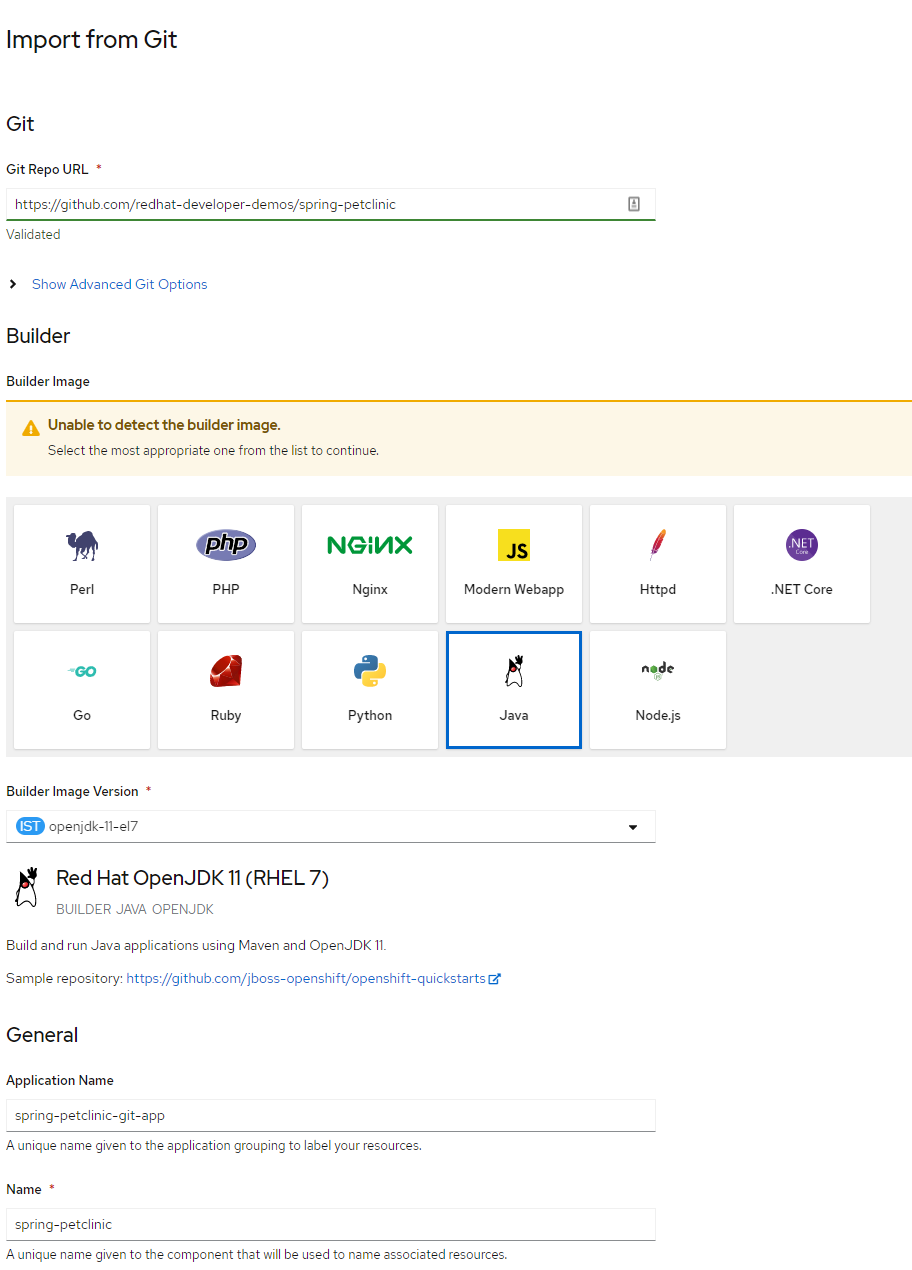 Import from Git
Git
Git Repo URL *
https://github.com/redhat-developer-demos/spring-petclinic
Validated
Show Advanced Git Options
Builder
Builder Image
Unable to detect the builder image.
Select the most appropriate one from the list to continue.
php NGINX JS .NET Core
Perl PHP Nginx Modern Webapp Httpd .NET Core
GO node JS
Go Ruby Python Java Node.js
Builder Image Version *
IST openjdk-11-el7
Red Hat OpenJDK 11 (RHEL 7)
BUILDER JAVA OPENJDK
Build and run Java applications using Maven and OpenJDK 11.
Sample repository: https://github.com/jboss-openshift/openshift-quickstarts
General
Application Name
spring-petclinic-git-app
A unique name given to the application grouping to label your resources.
Name *
spring-petclinic
A unique name given to the component that will be used to name associated resources.